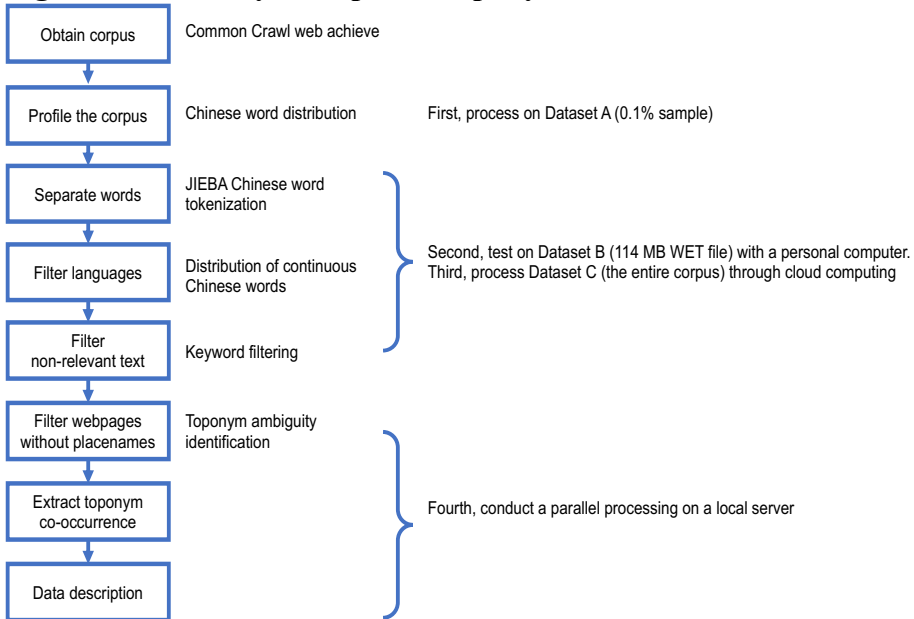 Obtain corpus
Common Crawl web achieve
Profile the corpus
Chinese word distribution
First, process on Dataset A (0.1% sample)
Separate words
JIEBA Chinese word
tokenization
Filter languages
Distribution of continuous
Chinese words
Second, test on Dataset B (114 MB WET file) with a personal computer.
Third, process Dataset C (the entire corpus) through cloud computing
Filter
non-relevant text
Keyword filtering
Filter webpages
without placenames
Toponym ambiguity
identification
Extract toponym
co-occurrence
Fourth, conduct a parallel processing on a local server
Data description